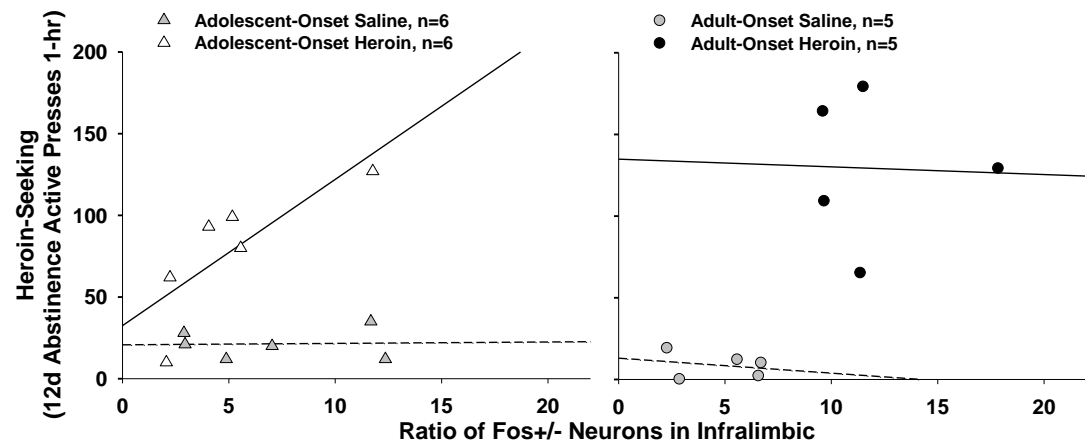 Adolescent-Onset Saline, n=6
Adolescent-Onset Heroin, n=6
Adult-Onset Saline, n=5
Adult-Onset Heroin, n=5
Heroin-Seeking
(12d Abstinence Active Presses 1-hr)
200
150
100
50
0
0 5 10 15 20
0 5 10 15 20
Ratio of Fos+/- Neurons in Infralimbic